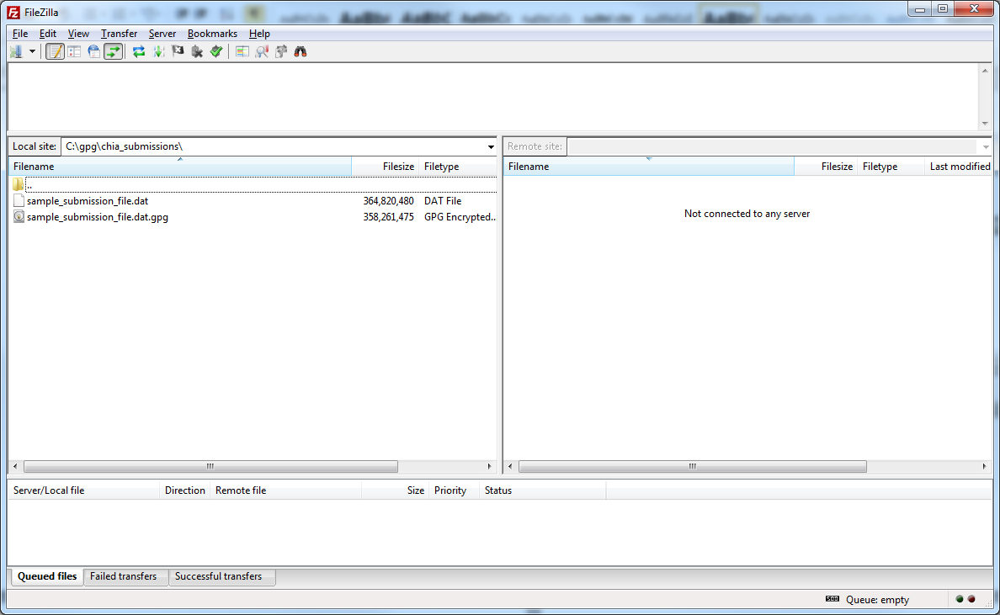 FileZilla
File Edit View Transfer Server Bookmarks Help
Local site: C:\gpg\chia_submissions\
Filename Filesize Filetype
..
sample_submission_file.dat 364,820,480 DAT File
sample_submission_file.dat.gpg 358,261,475 GPG Encrypted..
Remote site:
Filename Filesize Filetype Last modified
Not connected to any server
Server/Local file Direction Remote file Size Priority Status
Queued files Failed transfers Successful transfers
Queue: empty